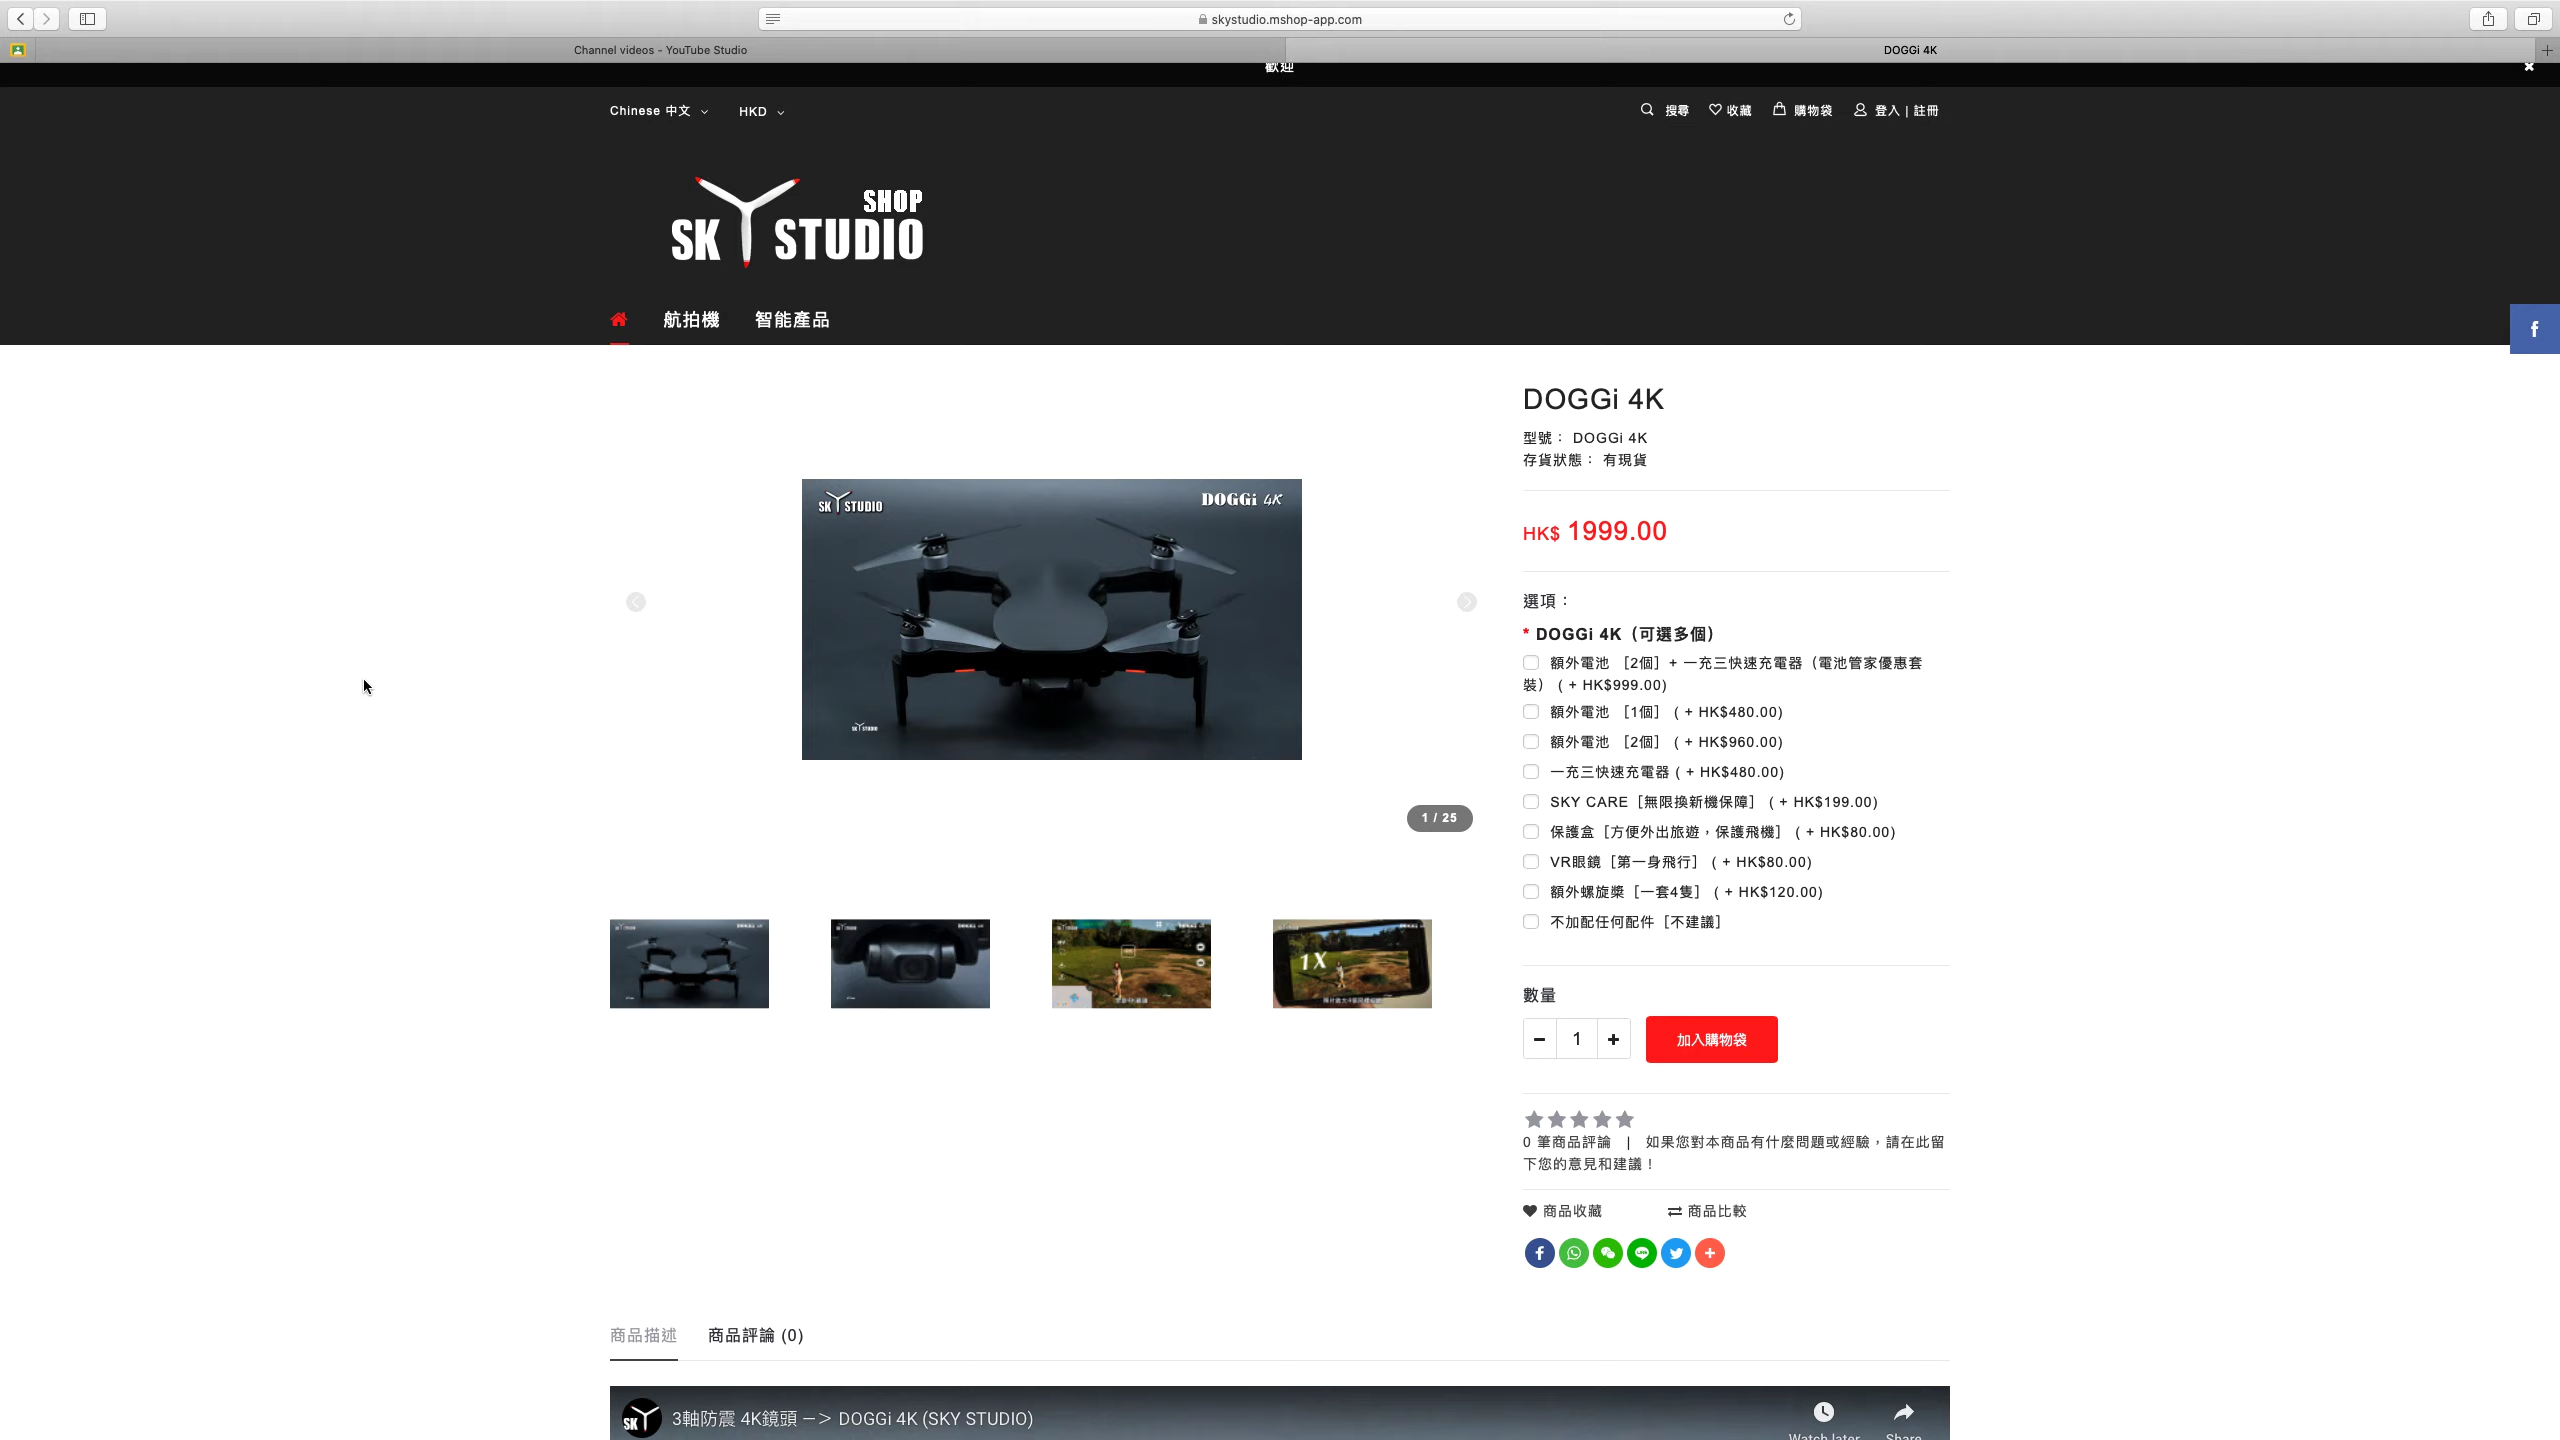 skystudio.mshop-app.com
Channel videos - YouTube Studio
DOGGi 4K
歡迎
Chinese 中文
HKD
搜尋
收藏
購物袋
登入 | 註冊
SHOP
SKY STUDIO
航拍機
智能產品
DOGGi 4K
型號： DOGGi 4K
存貨狀態： 有現貨
HK$ 1999.00
選項：
* DOGGi 4K（可選多個）
額外電池 ［2個］+ 一充三快速充電器（電池管家優惠套
裝） ( + HK$999.00)
額外電池 ［1個］ ( + HK$480.00)
額外電池 ［2個］ ( + HK$960.00)
一充三快速充電器 ( + HK$480.00)
SKY CARE［無限換新機保障］ ( + HK$199.00)
保護盒［方便外出旅遊，保護飛機］ ( + HK$80.00)
VR眼鏡［第一身飛行］ ( + HK$80.00)
額外螺旋槳［一套4隻］ ( + HK$120.00)
不加配任何配件［不建議］
SKY STUDIO
DOGGi 4K
SKY STUDIO
1 / 25
1X
數量
1
加入購物袋
0 筆商品評論 | 如果您對本商品有什麼問題或經驗，請在此留
下您的意見和建議！
商品收藏
商品比較
商品描述
商品評論 (0)
SKY
3軸防震 4K鏡頭 —> DOGGi 4K (SKY STUDIO)
Watch later
Share